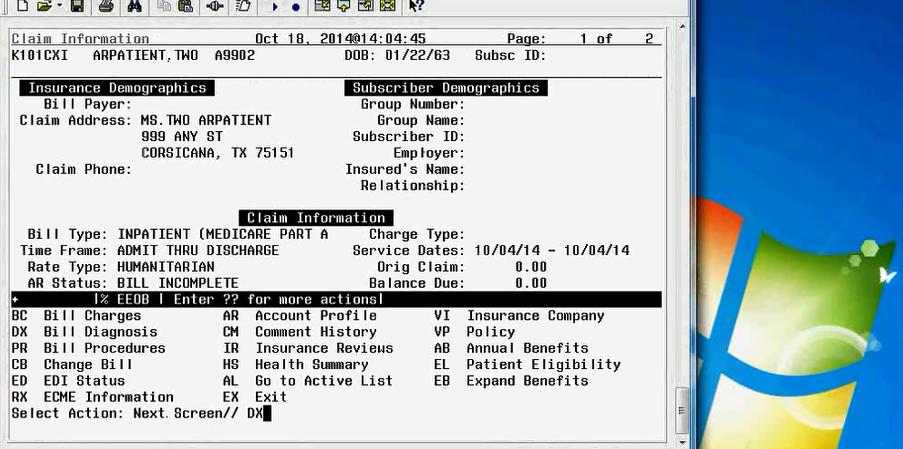 Claim Information Oct 18, 2014@14:04:45 Page: 1 of 2
K101CXI ARPATIENT,TWO A9902 DOB: 01/22/63 Subsc ID:
Insurance Demographics Subscriber Demographics
Bill Payer: Group Number:
Claim Address: MS.TWO ARPATIENT Group Name:
999 ANY ST Subscriber ID:
CORSICANA, TX 75151 Employer:
Claim Phone: Insured's Name:
Relationship:
Claim Information
Bill Type: INPATIENT (MEDICARE PART A Charge Type:
Time Frame: ADMIT THRU DISCHARGE Service Dates: 10/04/14 - 10/04/14
Rate Type: HUMANITARIAN Orig Claim: 0.00
AR Status: BILL INCOMPLETE Balance Due: 0.00
+ |% EEOB | Enter ?? for more actions|
BC Bill Charges AR Account Profile VI Insurance Company
DX Bill Diagnosis CM Comment History VP Policy
PR Bill Procedures IR Insurance Reviews AB Annual Benefits
CB Change Bill HS Health Summary EL Patient Eligibility
ED EDI Status AL Go to Active List EB Expand Benefits
RX ECME Information EX Exit
Select Action: Next Screen// DX